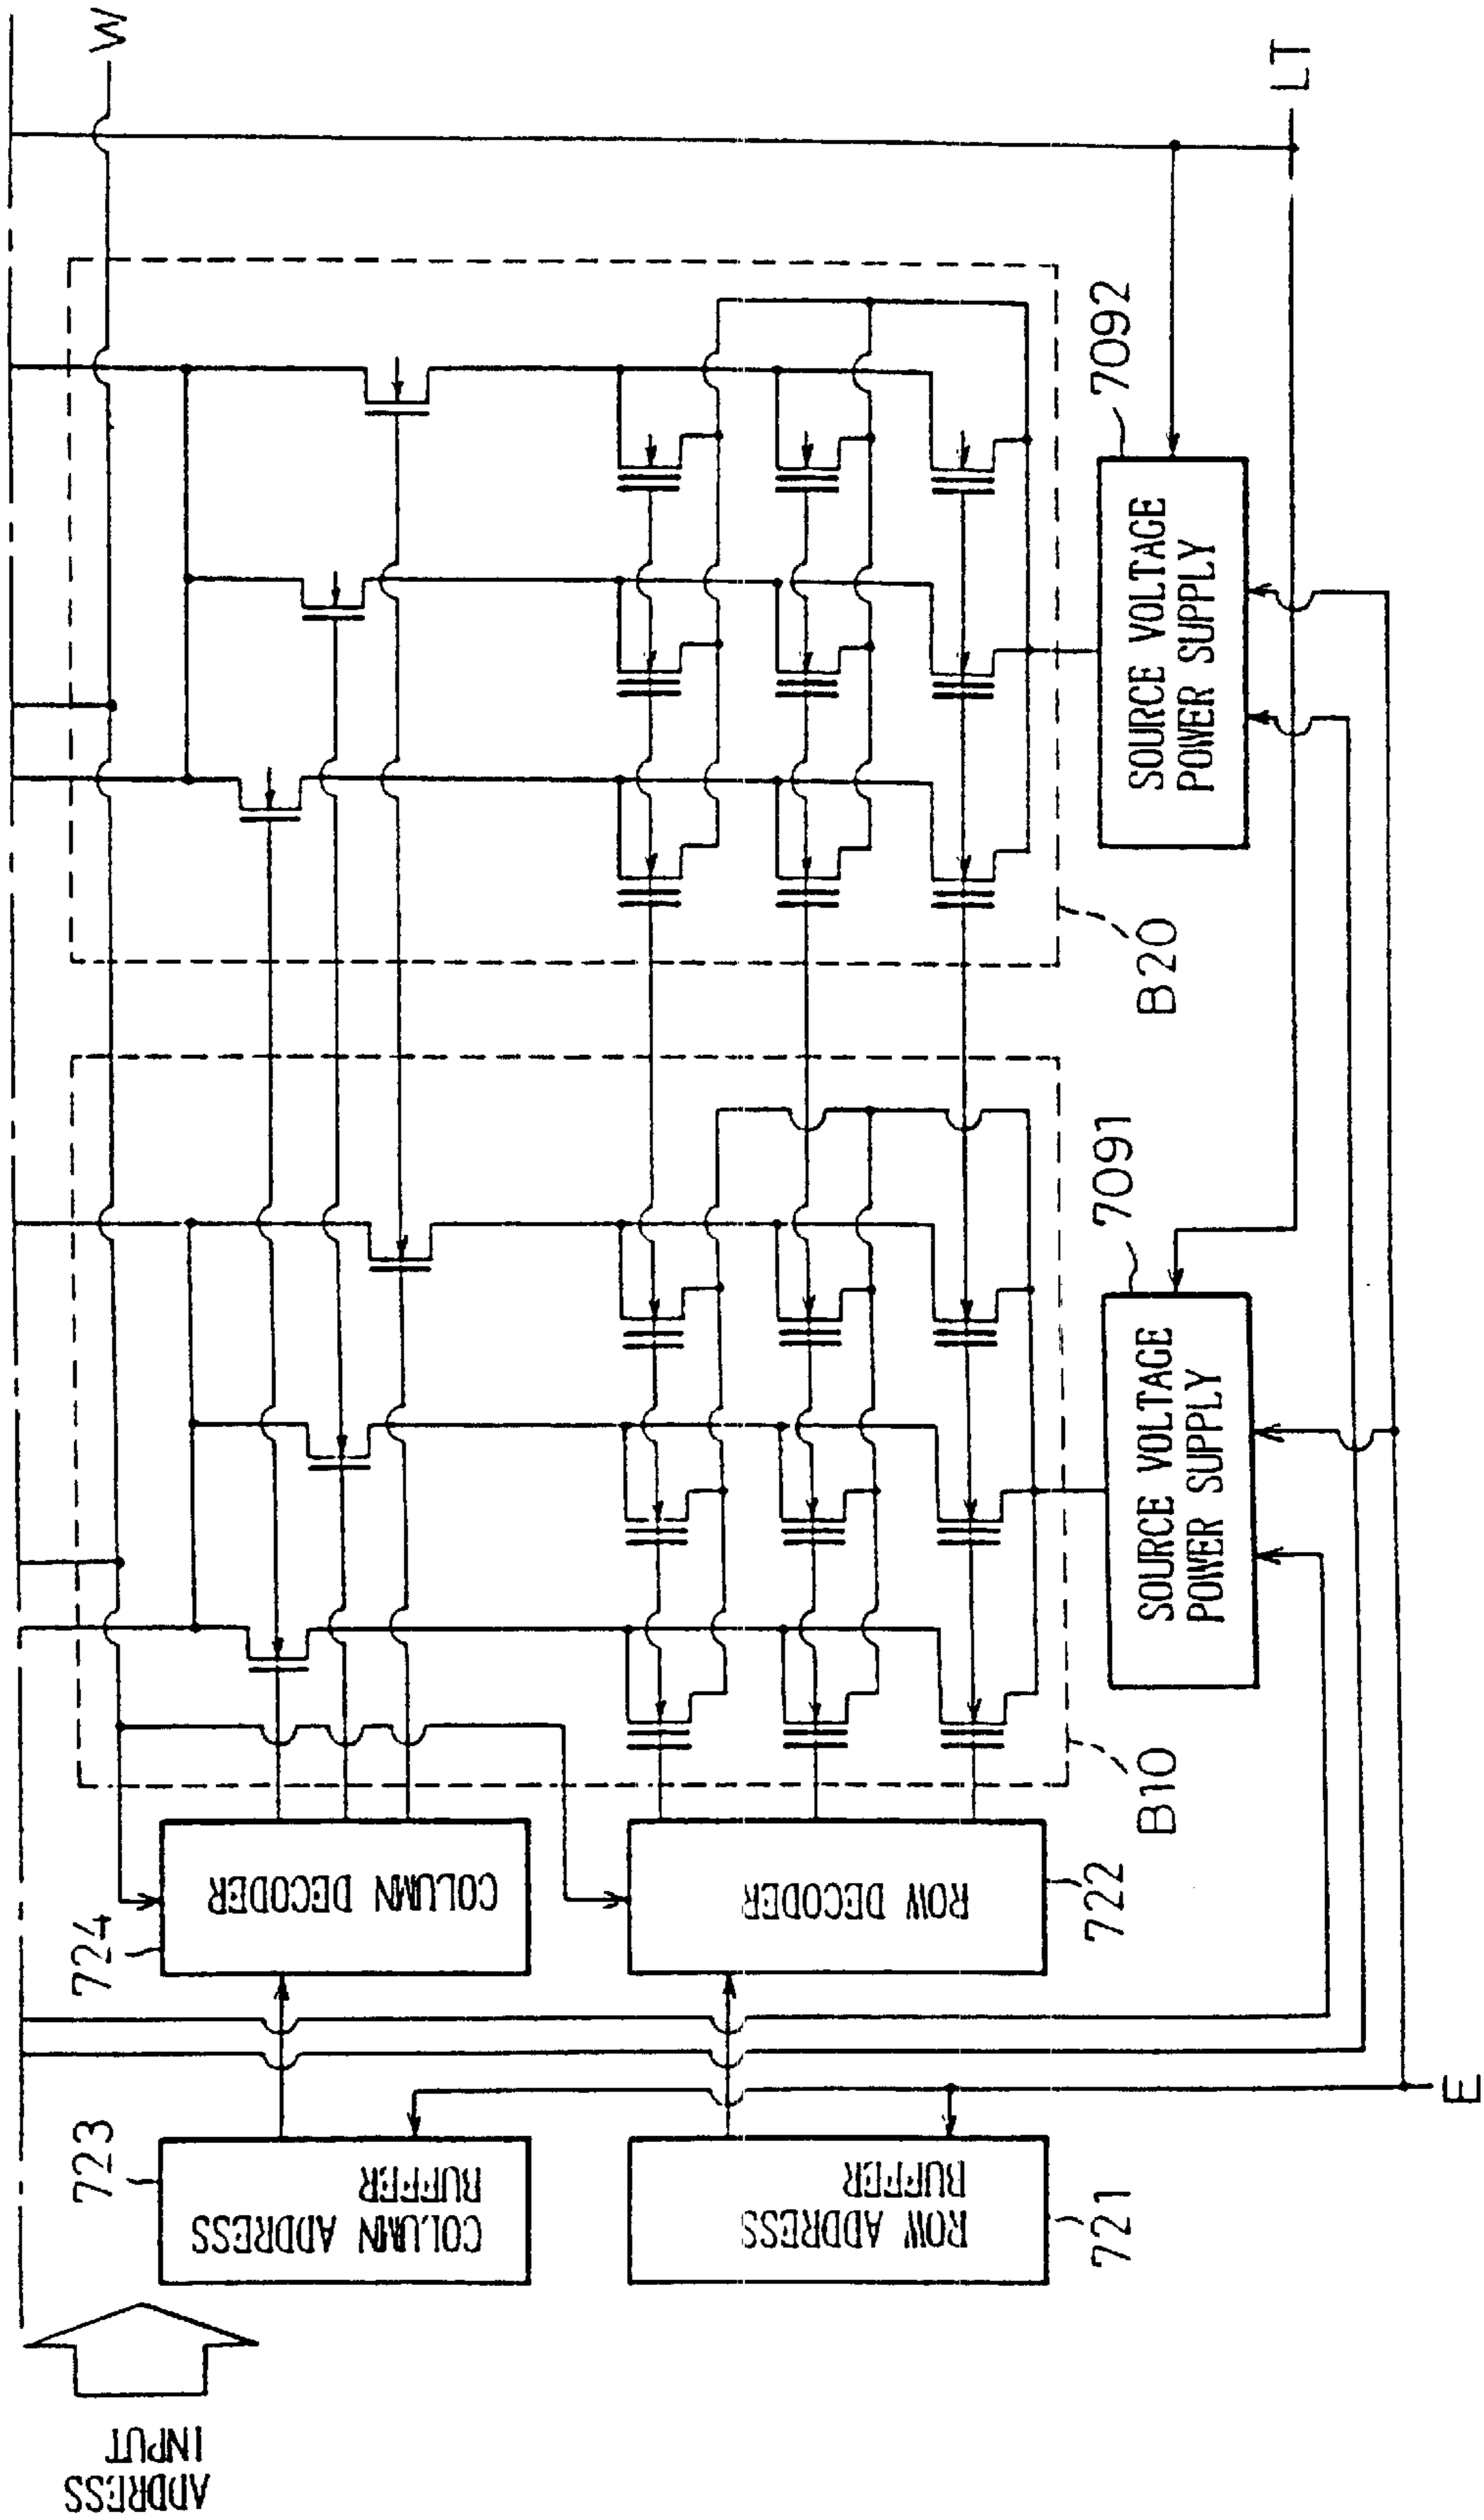 W
LT
7092
SOURCE VOLTAGE
POWER SUPPLY
B20
7091
SOURCE VOLTAGE
POWER SUPPLY
B10
724
COLUMN DECODER
ROW DECODER
722
723
COLUMN ADDRESS
BUFFER
ROW ADDRESS
BUFFER
721
E
ADDRESS
INPUT